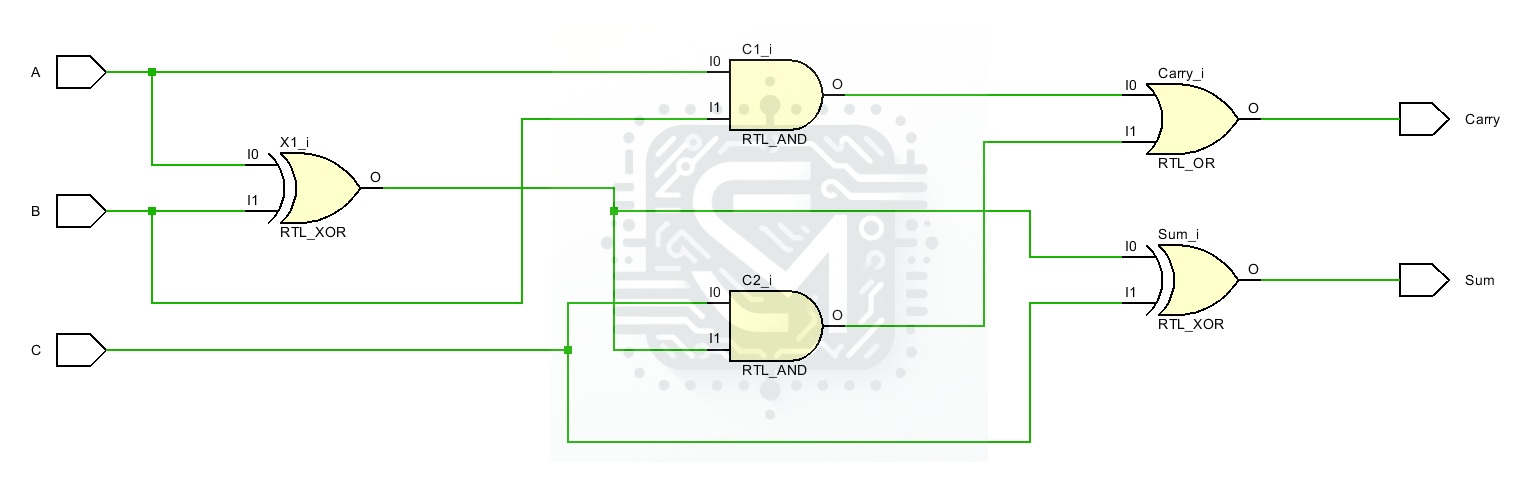 A
B
C
X1_i
I0
I1
O
RTL_XOR
C1_i
I0
I1
O
RTL_AND
C2_i
I0
I1
O
RTL_AND
Carry_i
I0
I1
O
RTL_OR
Sum_i
I0
I1
O
RTL_XOR
Carry
Sum